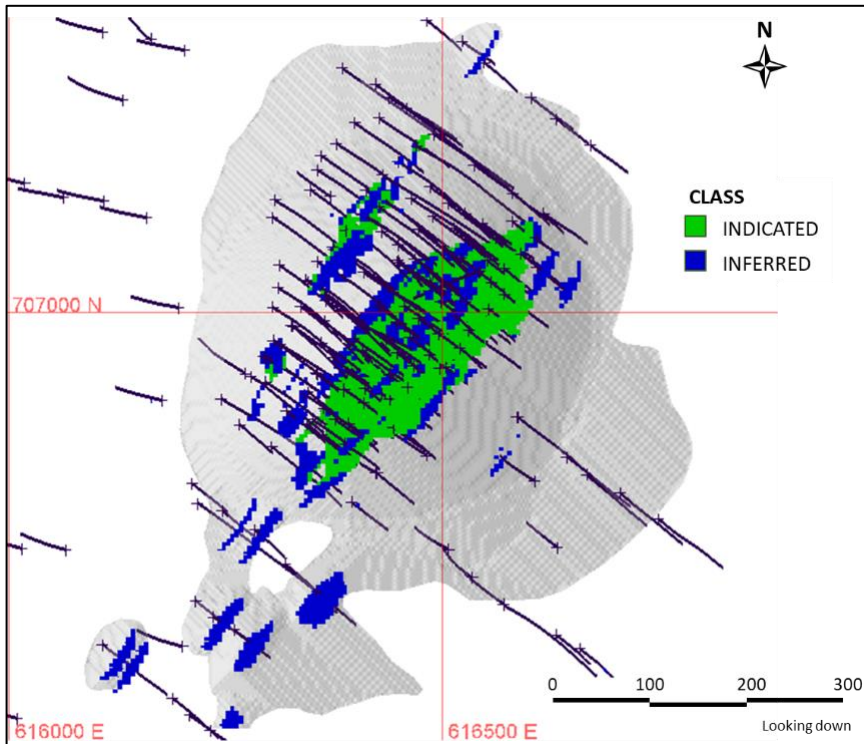 N
CLASS
INDICATED
INFERRED
707000 N
0 100 200 300
Looking down
616000 E 616500 E